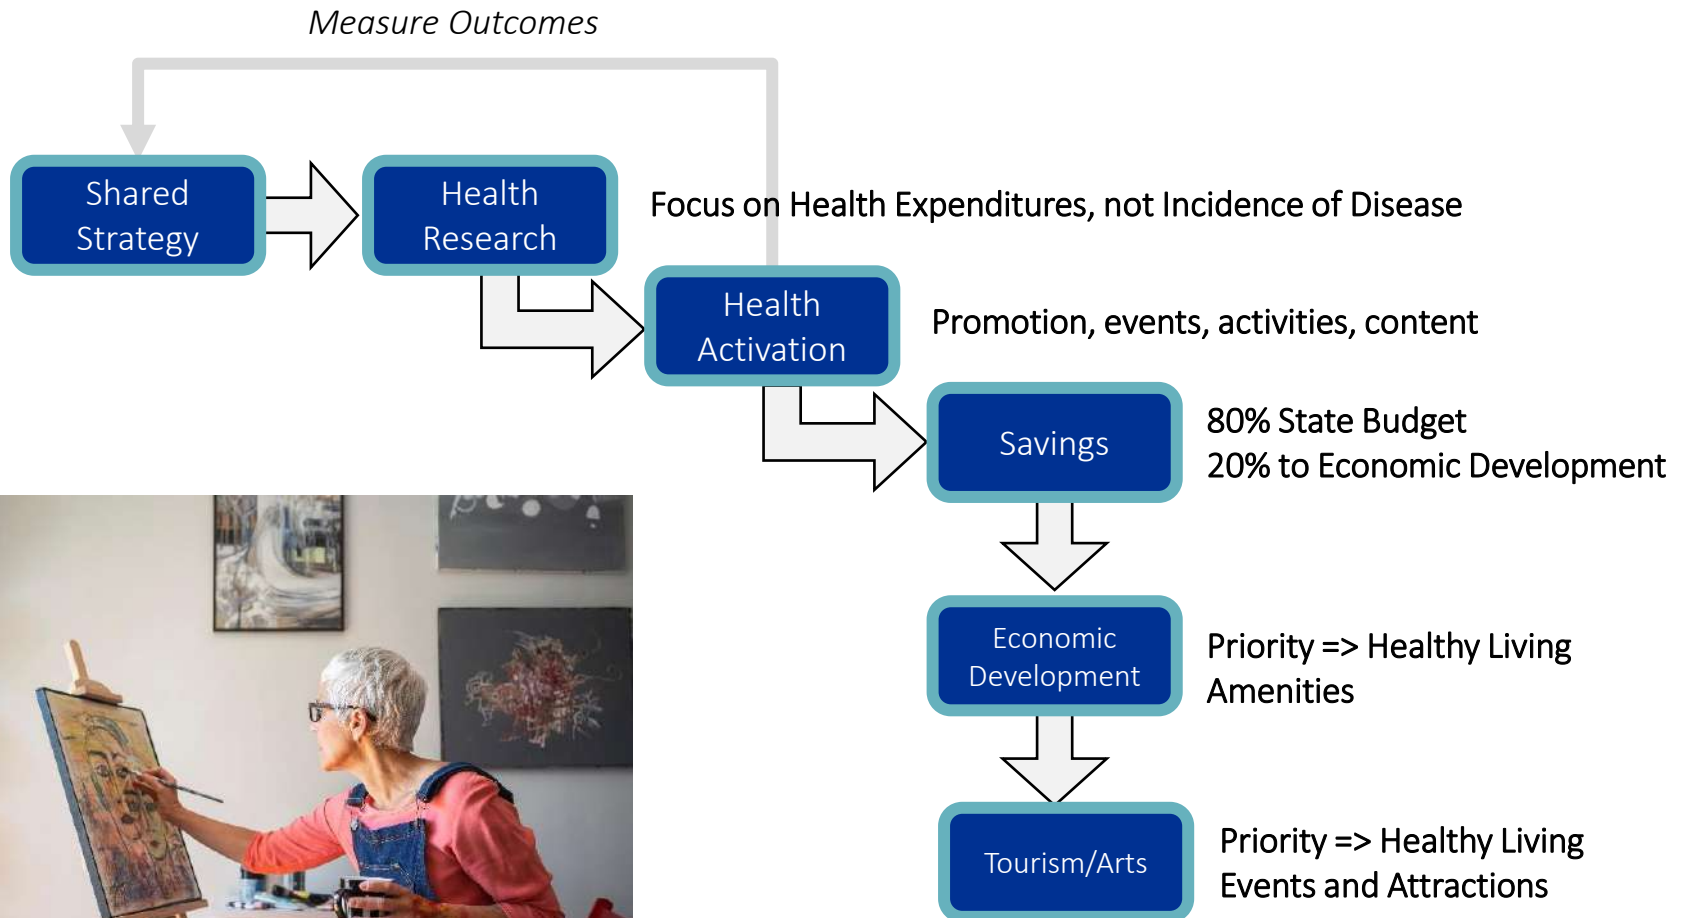 Measure Outcomes
Shared
Strategy
Health
Research
Focus on Health Expenditures, not Incidence of Disease
Health
Activation
Promotion, events, activities, content
Savings
80% State Budget
20% to Economic Development
Economic
Development
Priority => Healthy Living
Amenities
Tourism/Arts
Priority => Healthy Living
Events and Attractions